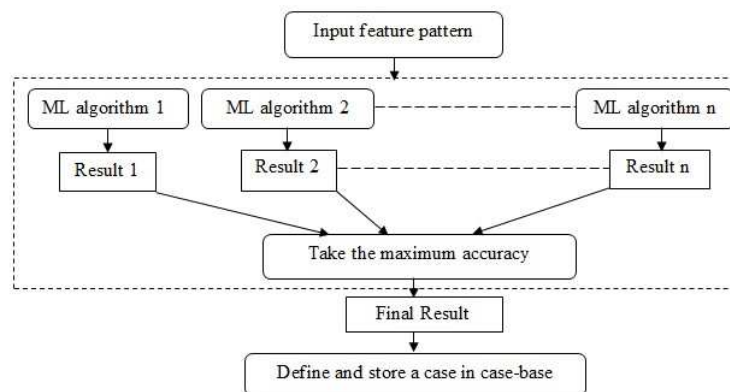 Input feature pattern
ML algorithm 1
ML algorithm 2
ML algorithm n
Result 1
Result 2
Result n
Take the maximum accuracy
Final Result
Define and store a case in case-base